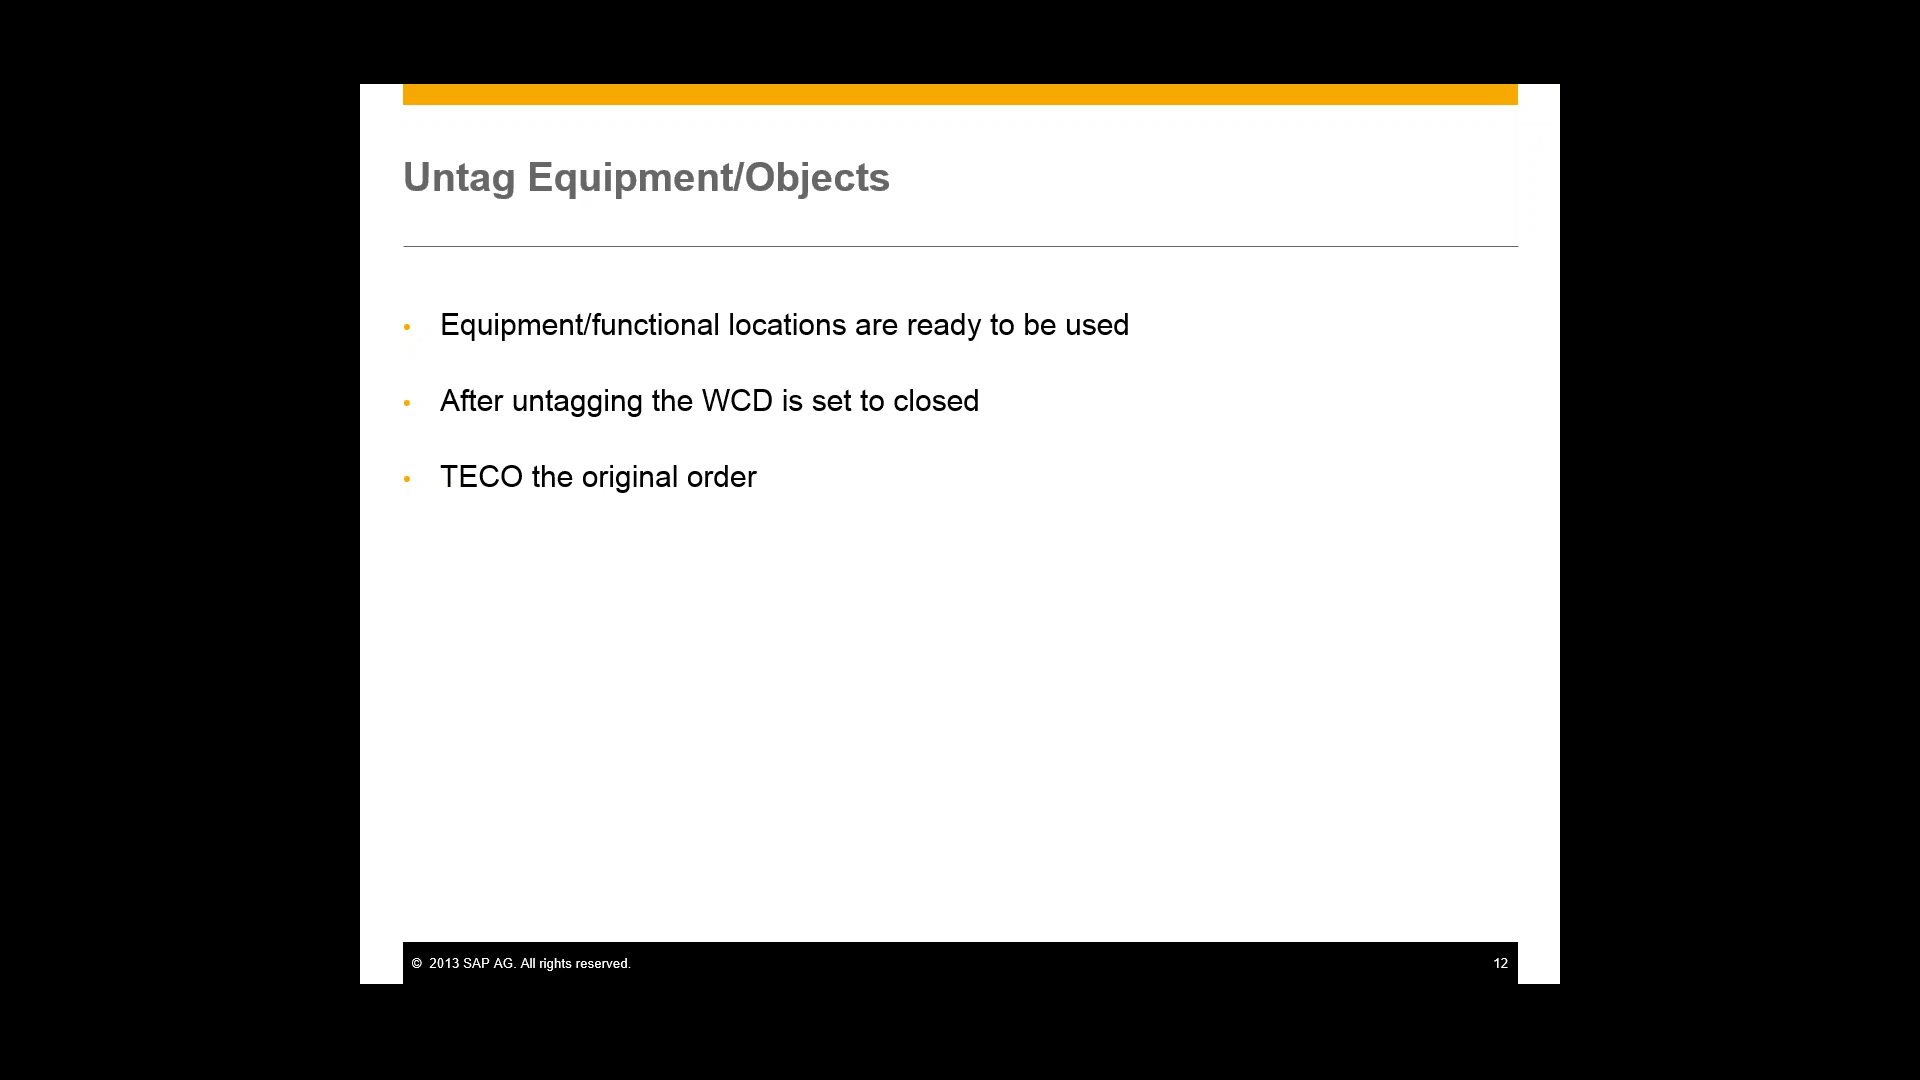 Untag Equipment/Objects
• Equipment/functional locations are ready to be used
• After untagging the WCD is set to closed
• TECO the original order
© 2013 SAP AG. All rights reserved.
12